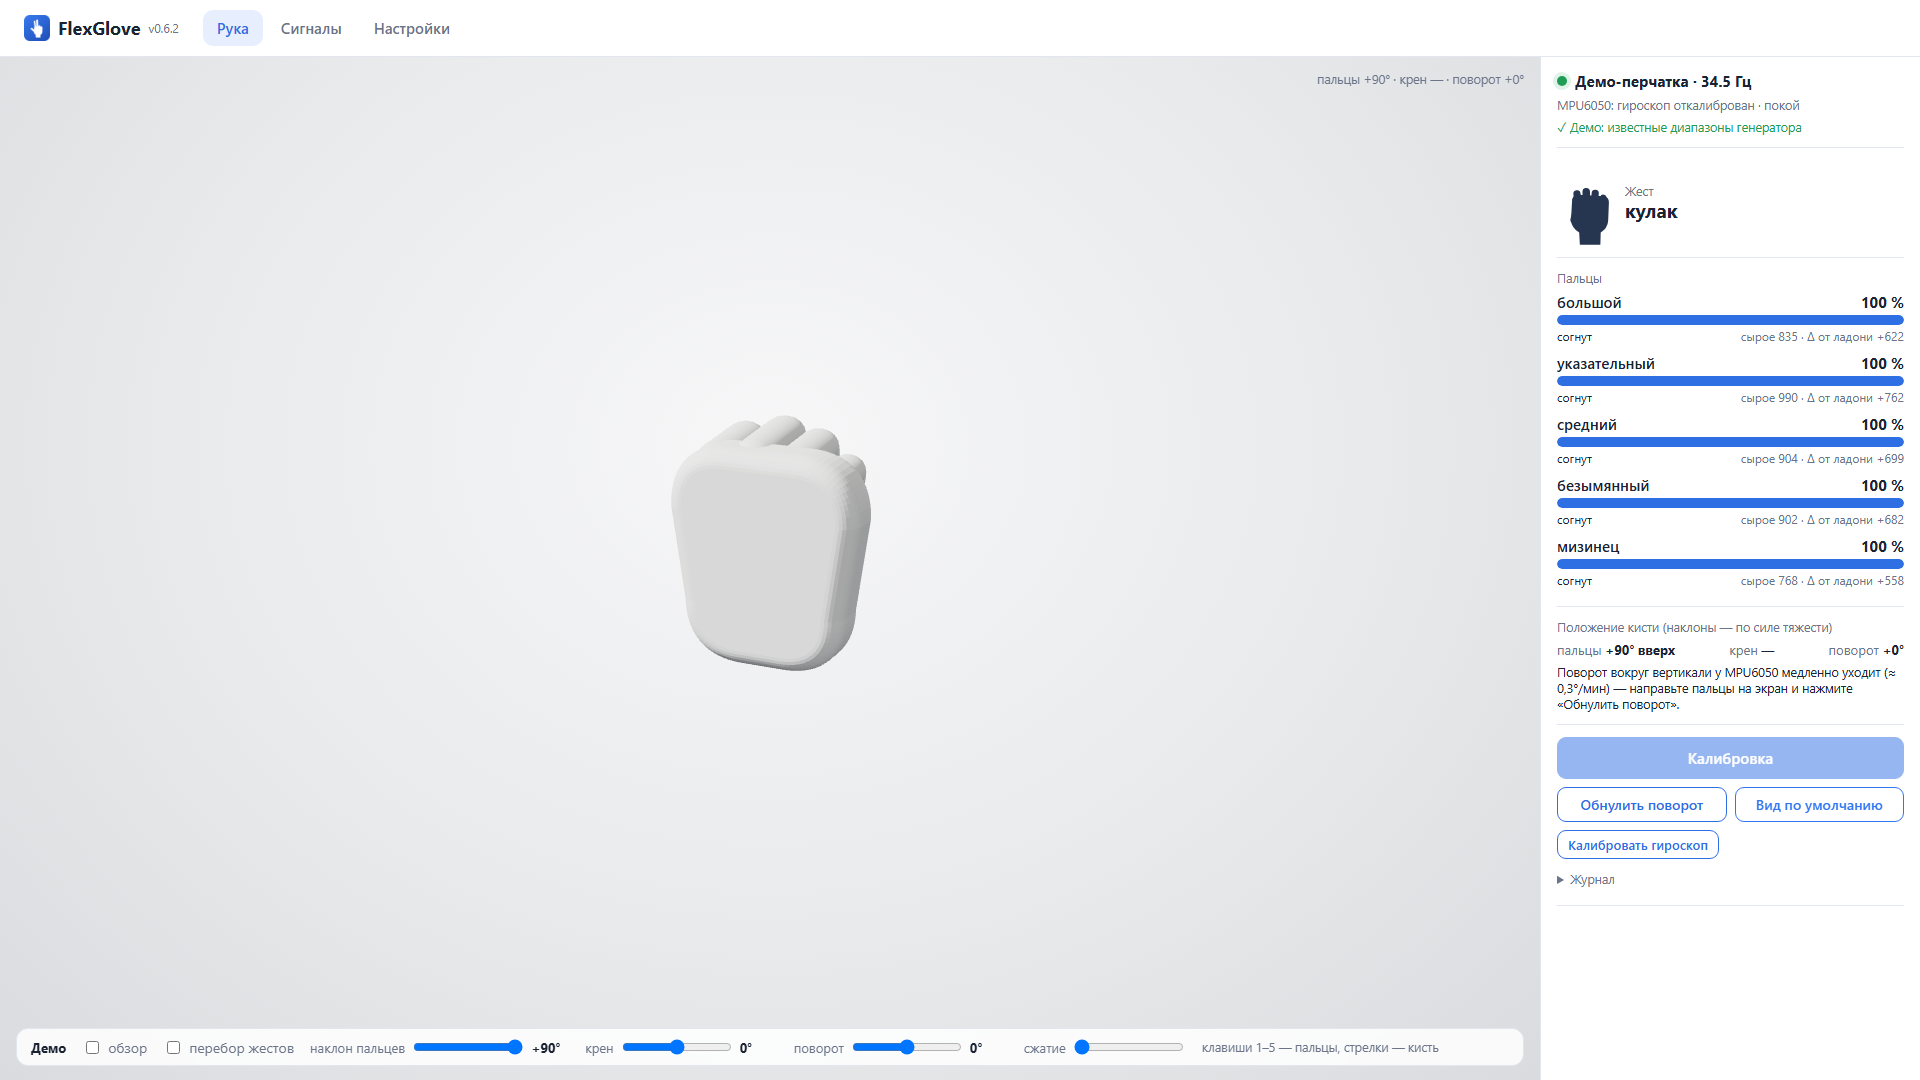 FlexGlove v0.6.2 Рука Сигналы Настройки
пальцы +90° · крен — · поворот +0°
Демо-перчатка · 34.5 Гц
MPU6050: гироскоп откалиброван · покой
✓ Демо: известные диапазоны генератора
Жест
кулак
Пальцы
большой 100 %
согнут сырое 835 · Δ от ладони +622
указательный 100 %
согнут сырое 990 · Δ от ладони +762
средний 100 %
согнут сырое 904 · Δ от ладони +699
безымянный 100 %
согнут сырое 902 · Δ от ладони +682
мизинец 100 %
согнут сырое 768 · Δ от ладони +558
Положение кисти (наклоны — по силе тяжести)
пальцы +90° вверх крен — поворот +0°
Поворот вокруг вертикали у MPU6050 медленно уходит (≈
0,3°/мин) — направьте пальцы на экран и нажмите
«Обнулить поворот».
Калибровка
Обнулить поворот Вид по умолчанию
Калибровать гироскоп
▶ Журнал
Демо обзор перебор жестов наклон пальцев +90° крен 0° поворот 0° сжатие клавиши 1–5 — пальцы, стрелки — кисть